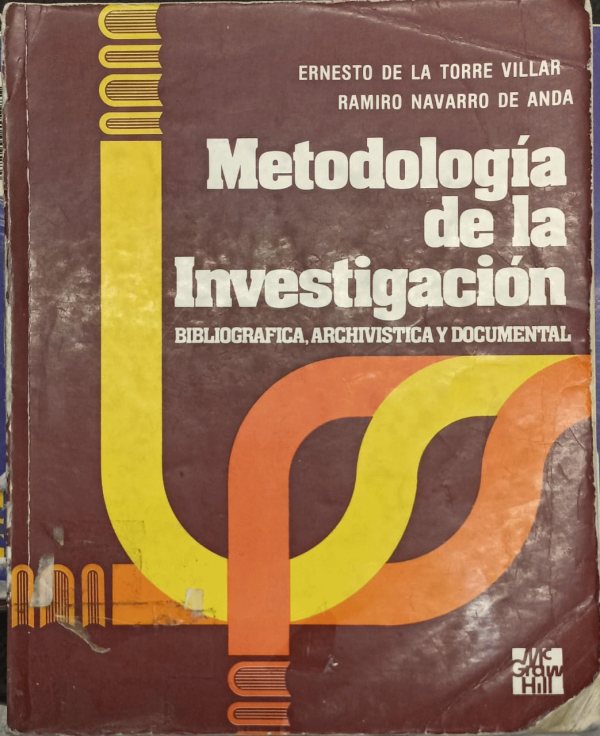 ERNESTO DE LA TORRE VILLAR
RAMIRO NAVARRO DE ANDA
Metodología
de la
Investigación
BIBLIOGRAFICA, ARCHIVISTICA Y DOCUMENTAL
Mc
Graw
Hill